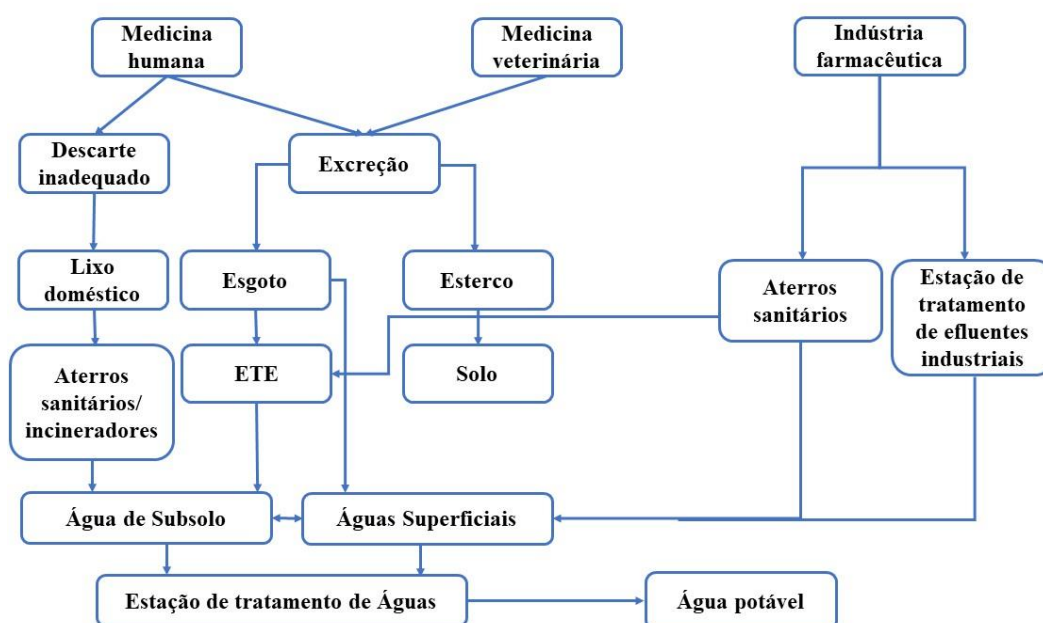 Medicina
humana
Medicina
veterinária
Indústria
farmacêutica
Descarte
inadequado
Excreção
Lixo
doméstico
Esgoto
Esterco
Aterros
sanitários
Estação de
tratamento
de efluentes
industriais
Aterros
sanitários/
incineradores
ETE
Solo
Água de Subsolo
Águas Superficiais
Estação de tratamento de Águas
Água potável